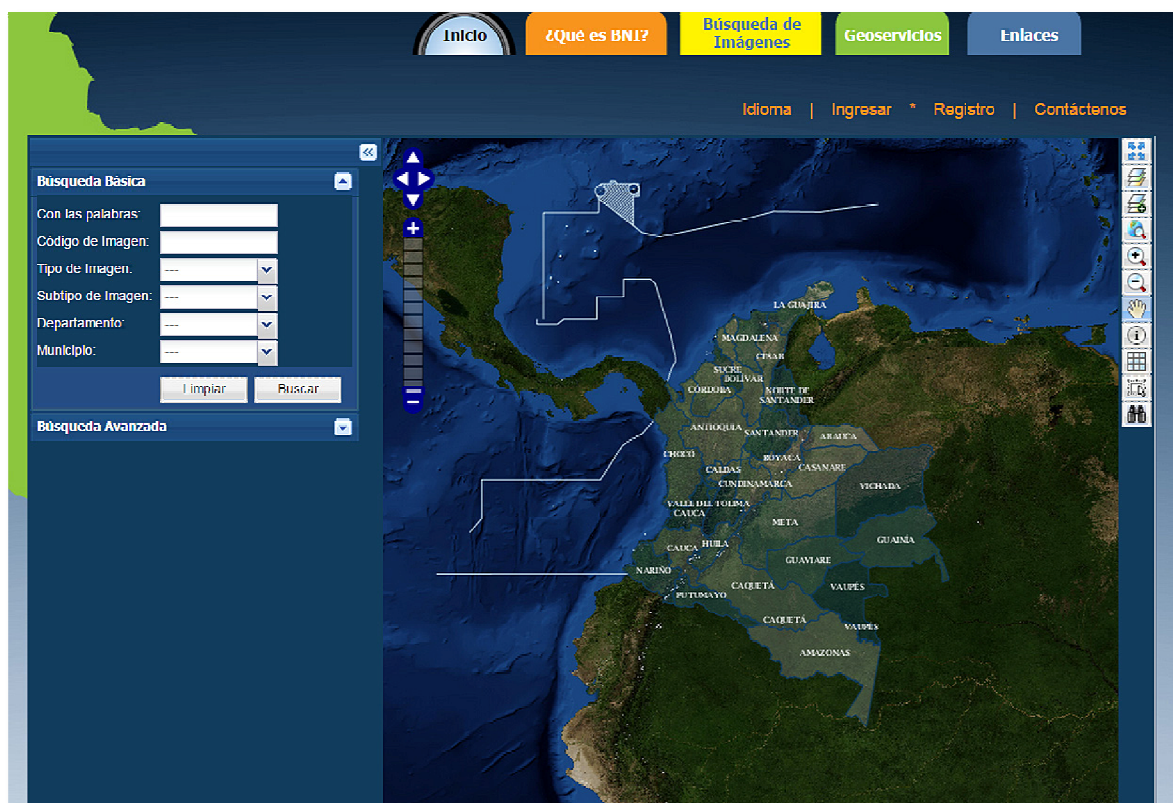 Inicio
¿Qué es BNI?
Búsqueda de
Imágenes
Geoservicios
Enlaces
Idioma | Ingresar * Registro | Contáctenos
Búsqueda Básica
Con las palabras:
Código de Imagen:
Tipo de Imagen: ---
Subtipo de Imagen: ---
Departamento: ---
Municipio: ---
Limpiar Buscar
Búsqueda Avanzada
LA GUAJIRA
MAGDALENA
CESAR
SUCRE
BOLÍVAR
CÓRDOBA
NORTE DE
SANTANDER
ANTIOQUIA
SANTANDER
ARAUCA
CHOCÓ
BOYACÁ
CALDAS
CASANARE
CUNDINAMARCA
VICHADA
VALLE DEL TOLIMA
CAUCA
META
GUAINÍA
CAUCA
HUILA
GUAVIARE
NARIÑO
CAQUETÁ
VAUPÉS
PUTUMAYO
CAQUETÁ
VAUPÉS
AMAZONAS